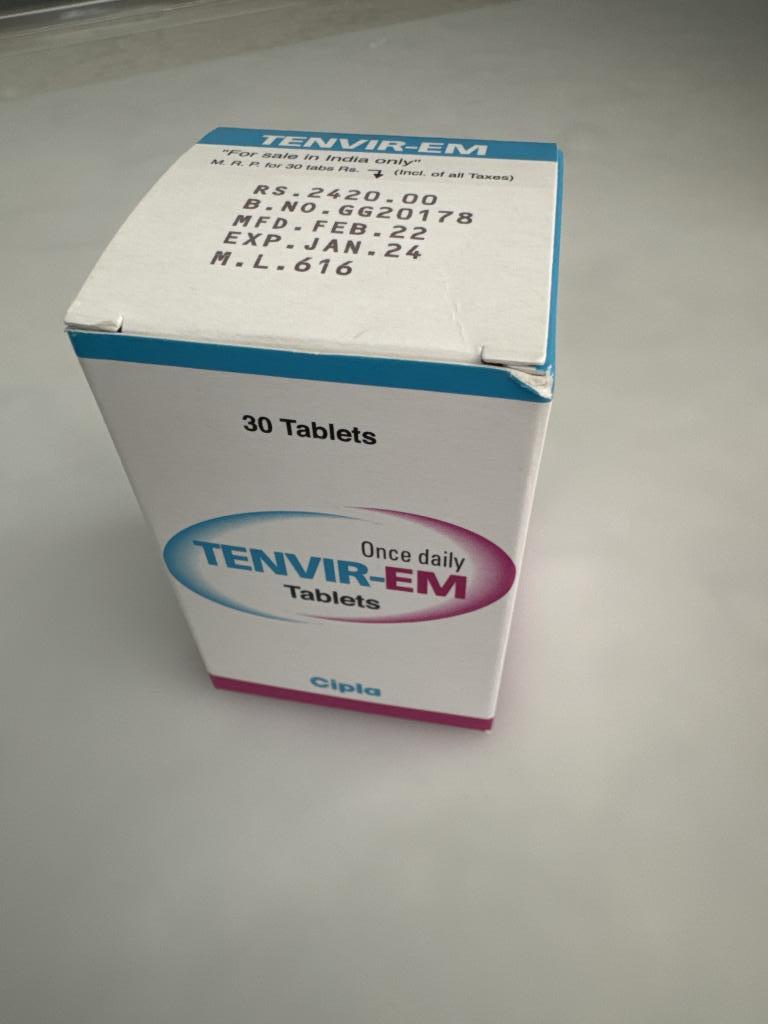 TENVIR-EM
"For sale in India only"
M. R. P. for 30 tabs Rs. (Incl. of all Taxes)
RS.2420.00
B.NO.GG20178
MFD.FEB.22
EXP.JAN.24
M.L.616
30 Tablets
Once daily
TENVIR-EM
Tablets
Cipla